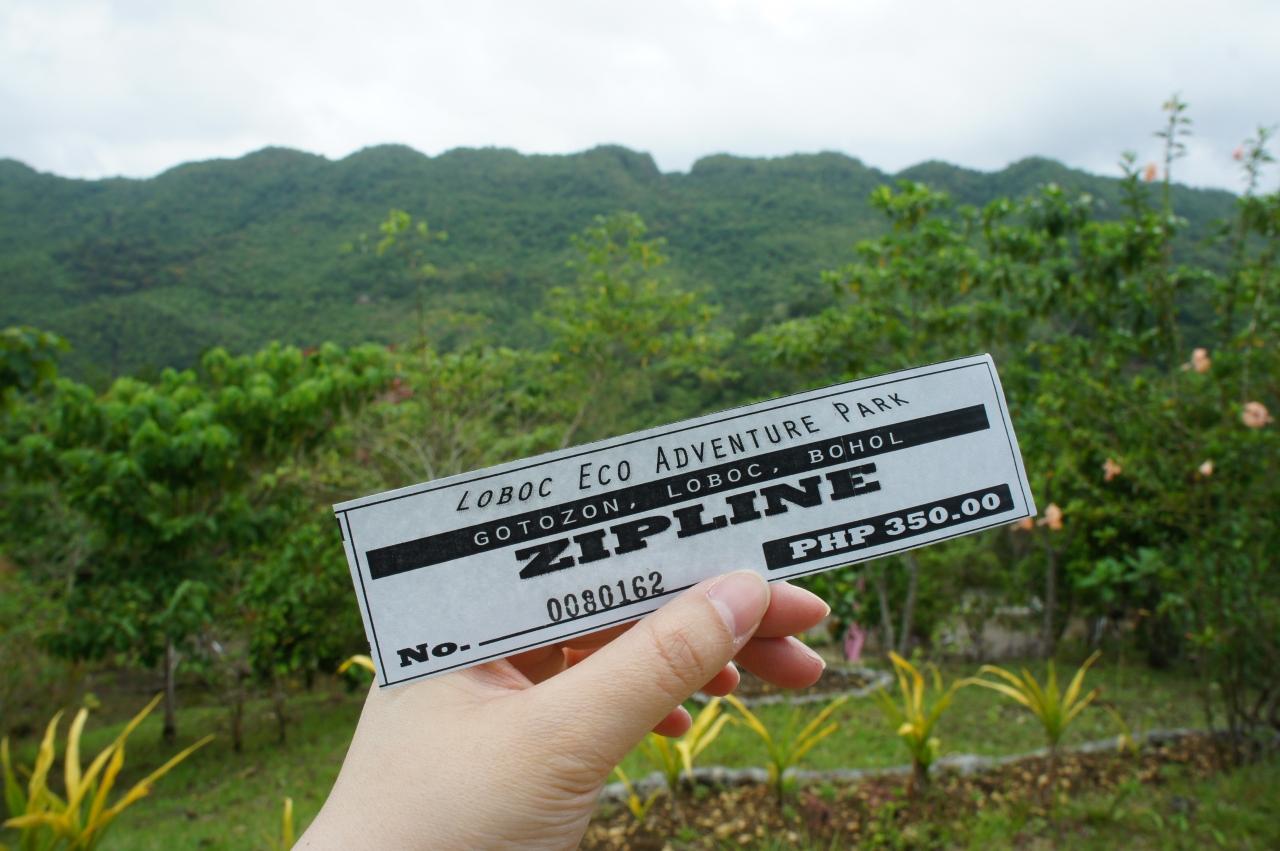 LOBOC ECO ADVENTURE PARK
GOTOZON, LOBOC, BOHOL
ZIPLINE
PHP 350.00
No. 0080162